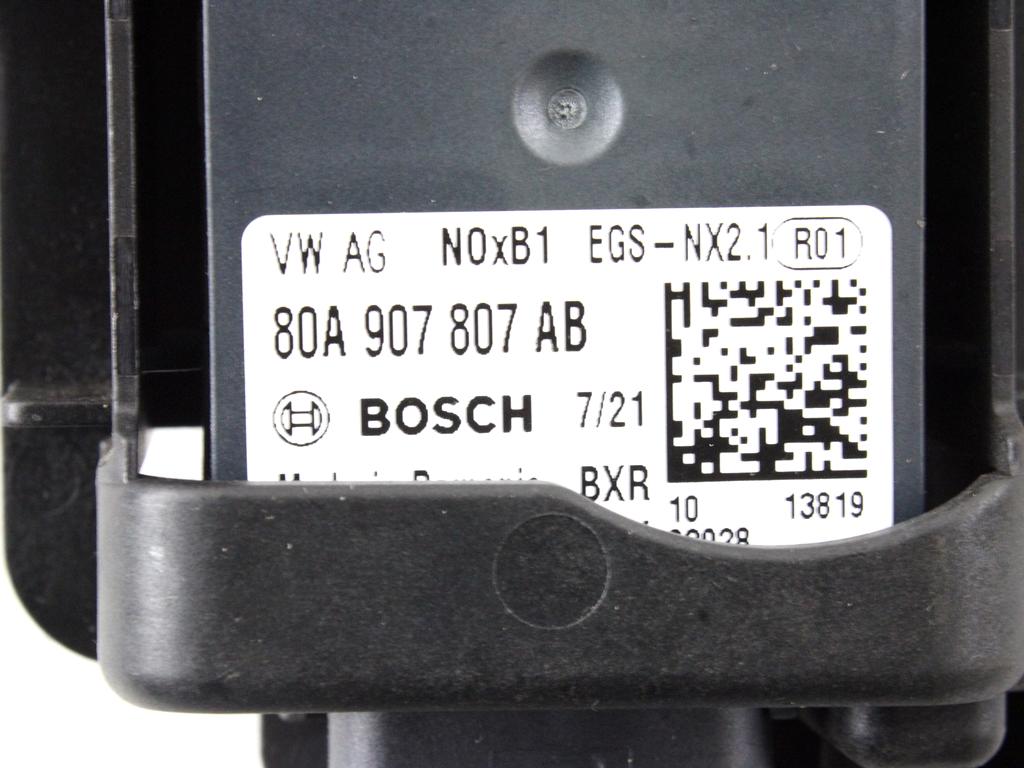 VW AG NOxB1 EGS-NX2.1 R01
80A 907 807 AB
BOSCH 7/21
BXR
10 13819